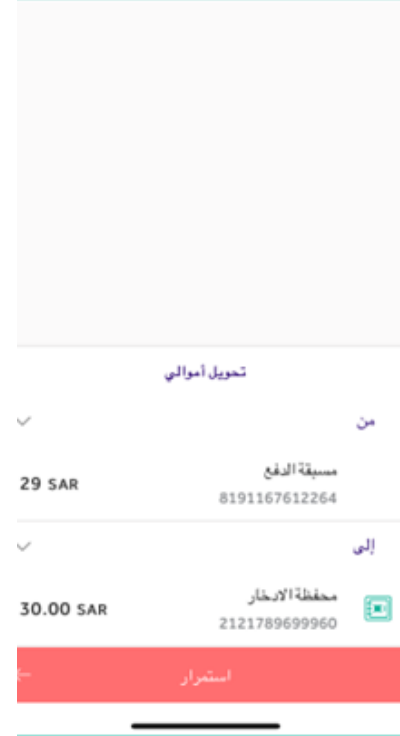 تحويل أموالي
من
مسبقة الدفع
29 SAR
8191167612264
إلى
محفظة الادخار
30.00 SAR
2121789699960
استمرار